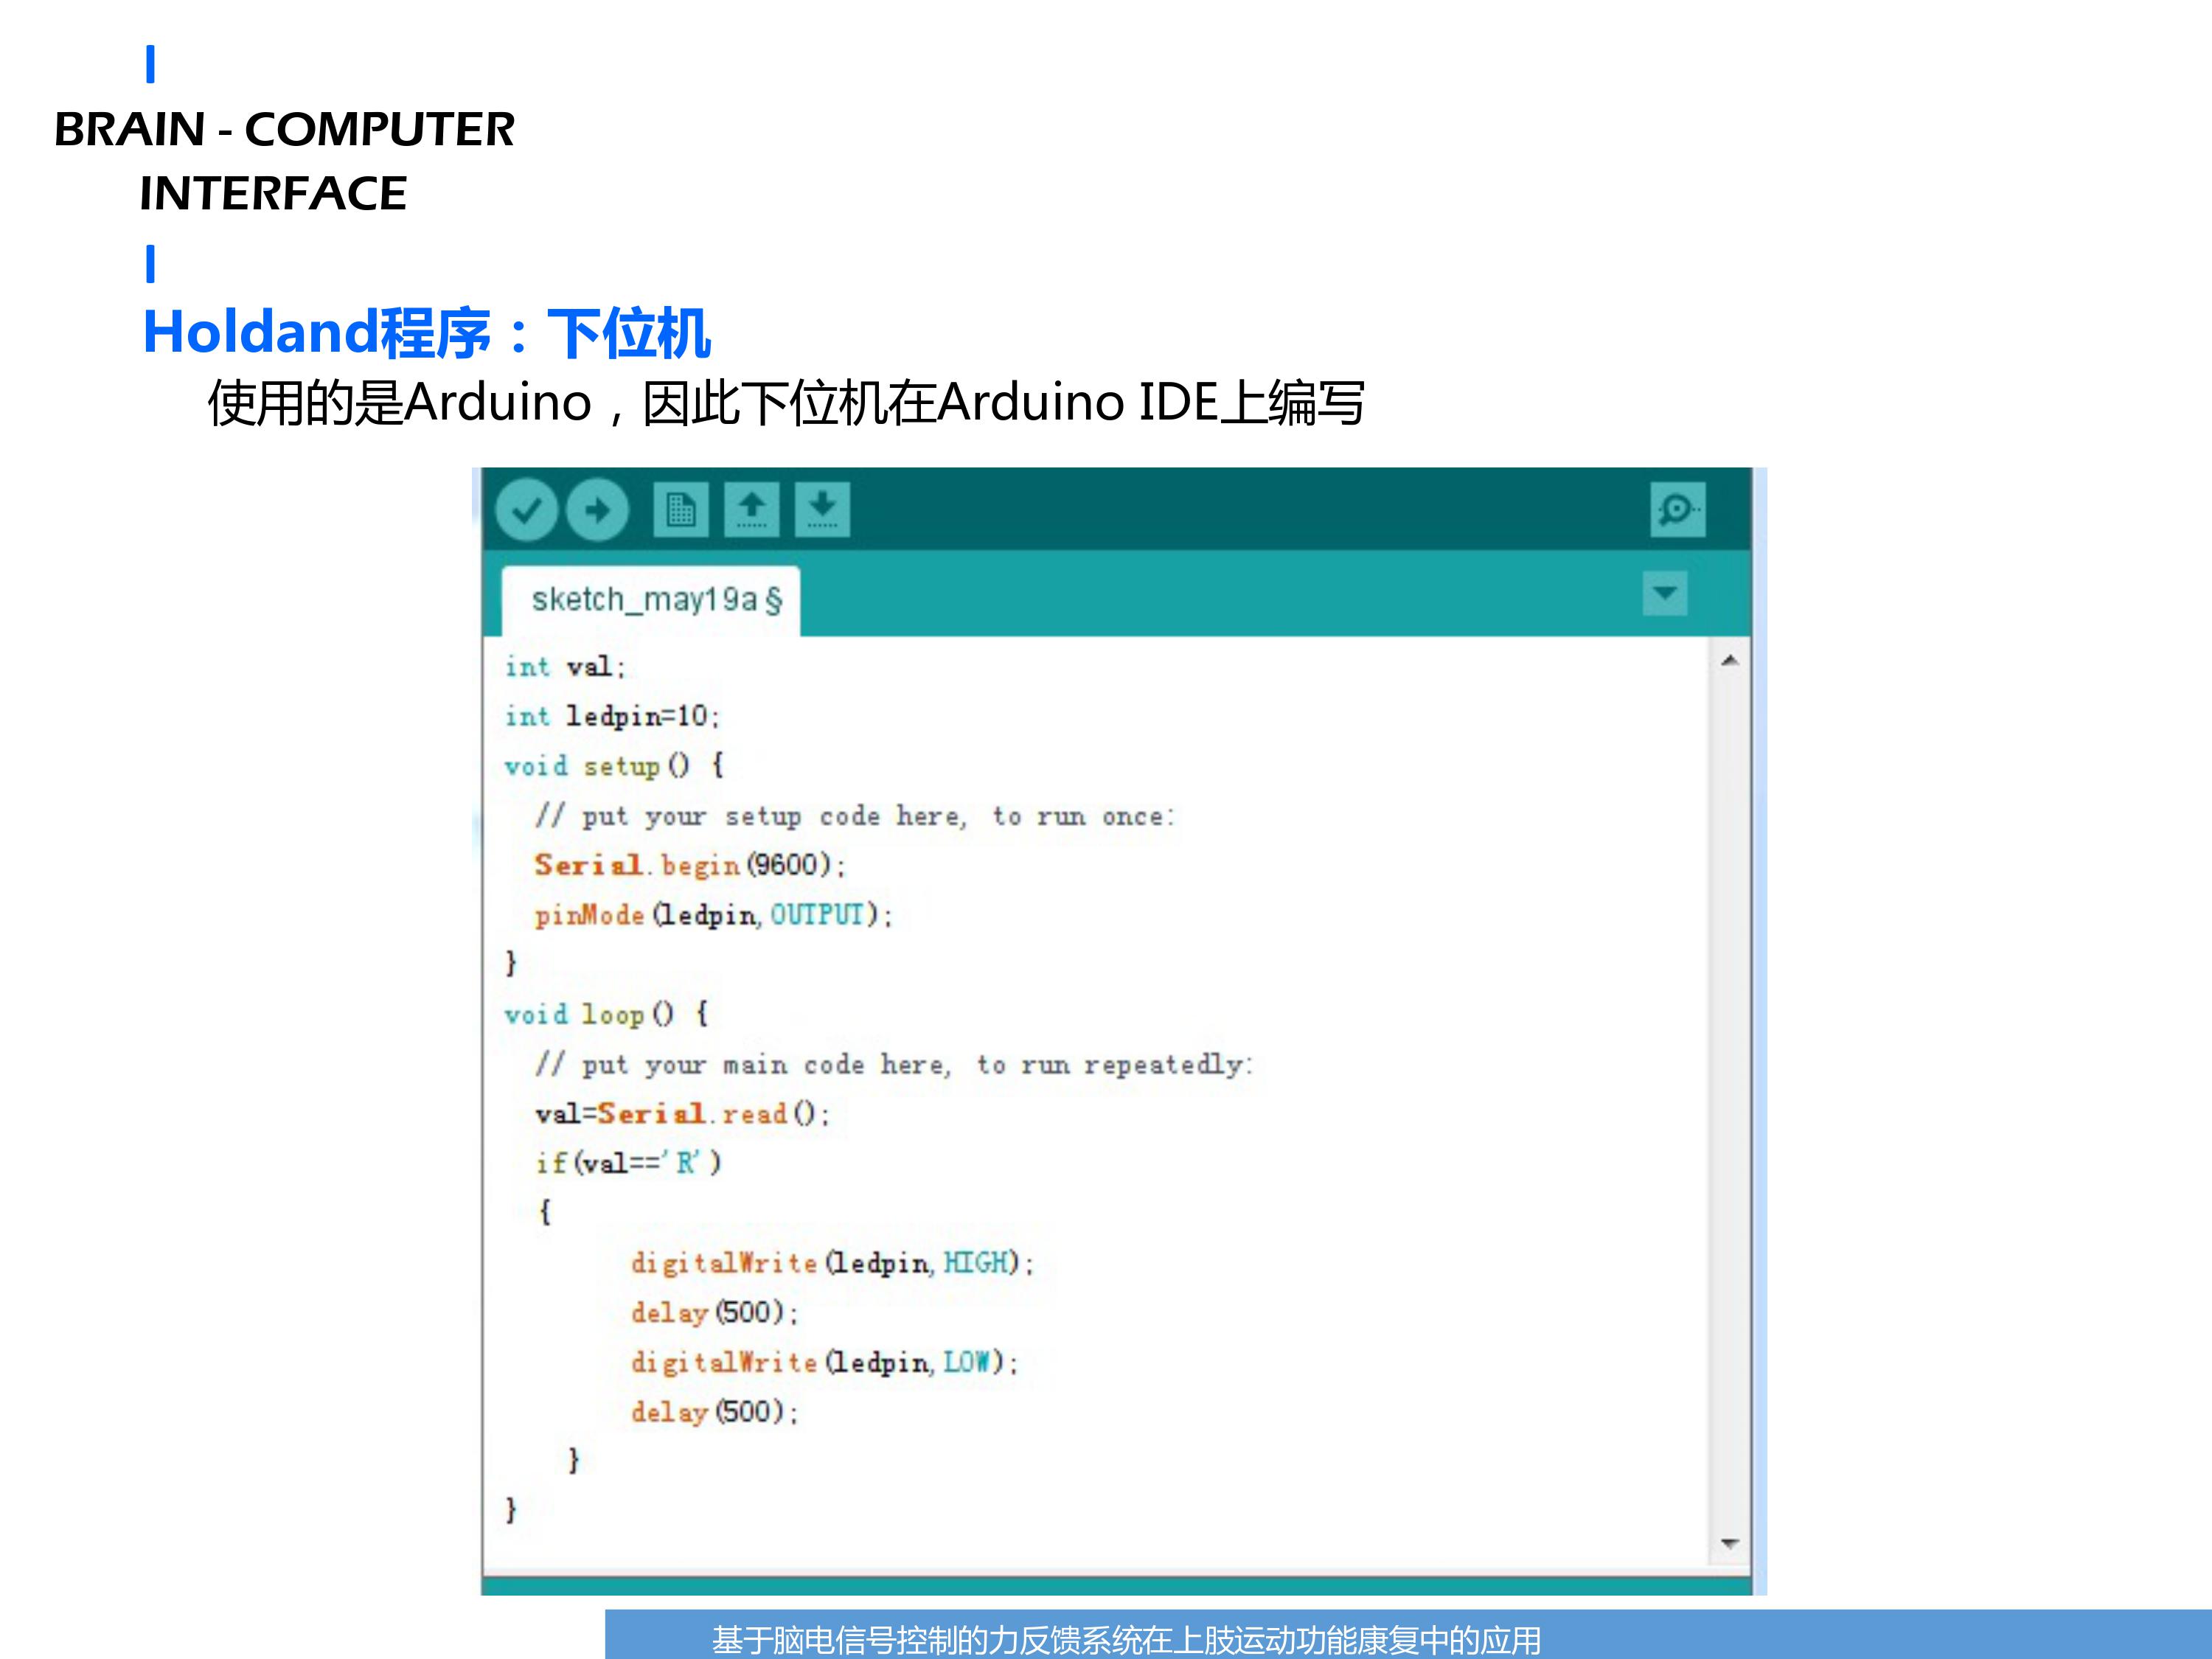 BRAIN - COMPUTER
INTERFACE
Holdand程序：下位机
使用的是Arduino，因此下位机在Arduino IDE上编写
sketch_may19a §
int val;
int ledpin=10;
void setup() {
// put your setup code here, to run once:
Serial.begin(9600);
pinMode(ledpin,OUTPUT);
}
void loop() {
// put your main code here, to run repeatedly:
val=Serial.read();
if(val=='R')
{
digitalWrite(ledpin,HIGH);
delay(500);
digitalWrite(ledpin,LOW);
delay(500);
}
}
基于脑电信号控制的力反馈系统在上肢运动功能康复中的应用